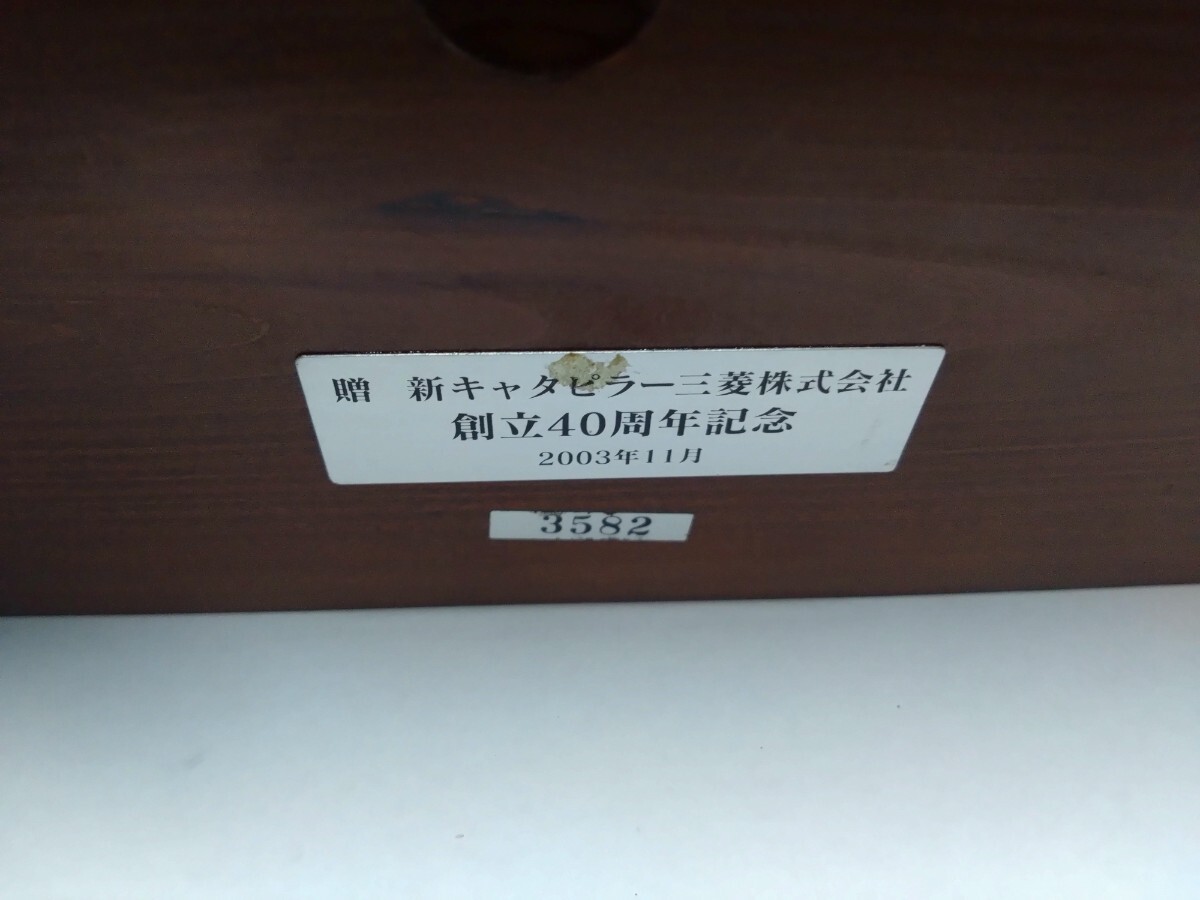 贈　新キャタピラー三菱株式会社
創立40周年記念
2003年11月
3582